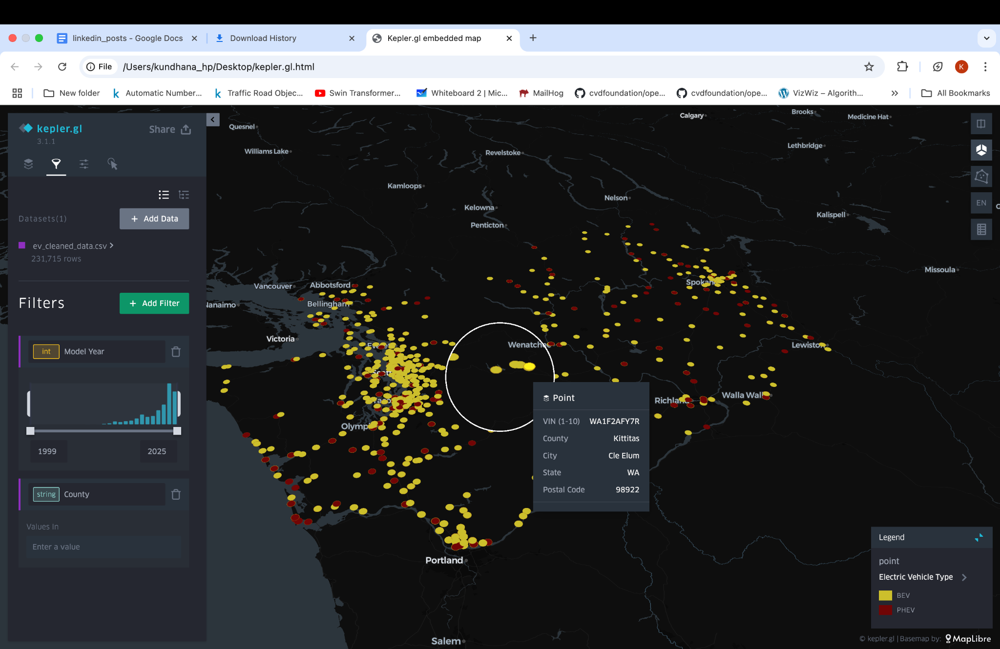 linkedin_posts - Google Docs
Download History
Kepler.gl embedded map
File
/Users/kundhana_hp/Desktop/kepler.gl.html
K
New folder
Automatic Number...
Traffic Road Objec...
Swin Transformer...
Whiteboard 2 | Mic...
MailHog
cvdfoundation/ope...
cvdfoundation/ope...
VizWiz – Algorith...
All Bookmarks
kepler.gl
3.1.1
Share
Datasets(1)
Add Data
ev_cleaned_data.csv
231,715 rows
Filters
Add Filter
int
Model Year
1999
2025
string
County
Values In
Enter a value
Quesnel
Williams Lake
Revelstoke
Calgary
Brooks
Medicine Hat
Lethbridge
Kamloops
Kelowna
Penticton
Nelson
Kalispell
Missoula
Vancouver
Abbotsford
Nanaimo
Bellingham
Victoria
Spokan
Wenatche
Lewiston
Walla Wall
Richlan
Olymp
Portland
Salem
Point
VIN (1-10) WA1F2AFY7R
County Kittitas
City Cle Elum
State WA
Postal Code 98922
EN
Legend
point
Electric Vehicle Type
BEV
PHEV
© kepler.gl | Basemap by: MapLibre